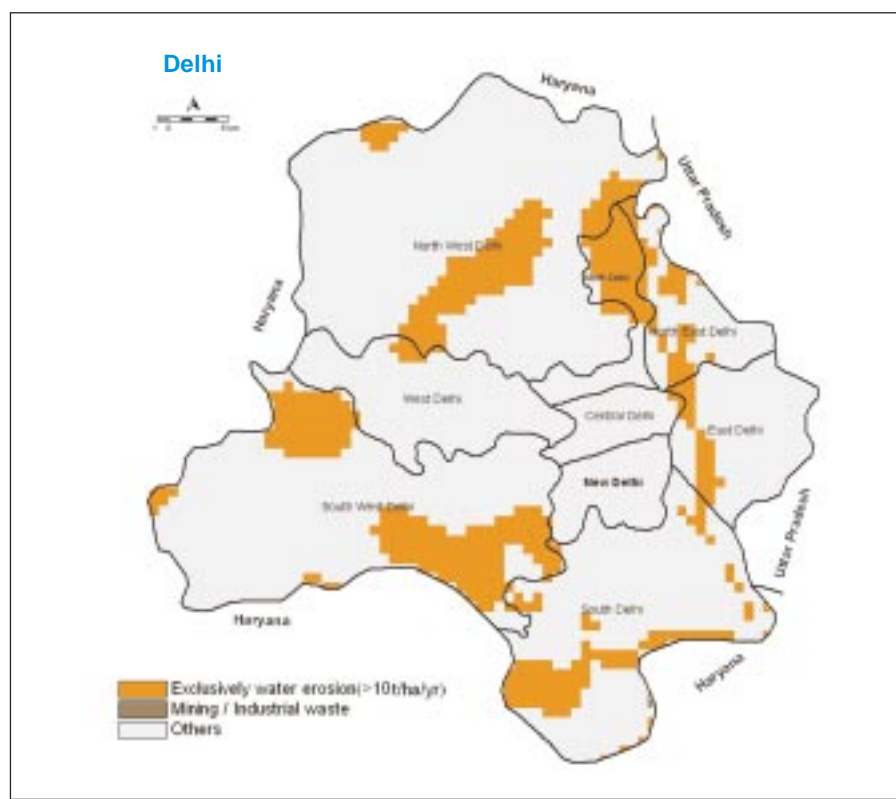 Delhi
A
Haryana
Uttar Pradesh
North West Delhi
North East Delhi
Haryana
West Delhi
Central Delhi
East Delhi
New Delhi
South West Delhi
Uttar Pradesh
Haryana
South Delhi
Haryana
Exclusively water erosion(>10t/ha/yr)
Mining / Industrial waste
Others